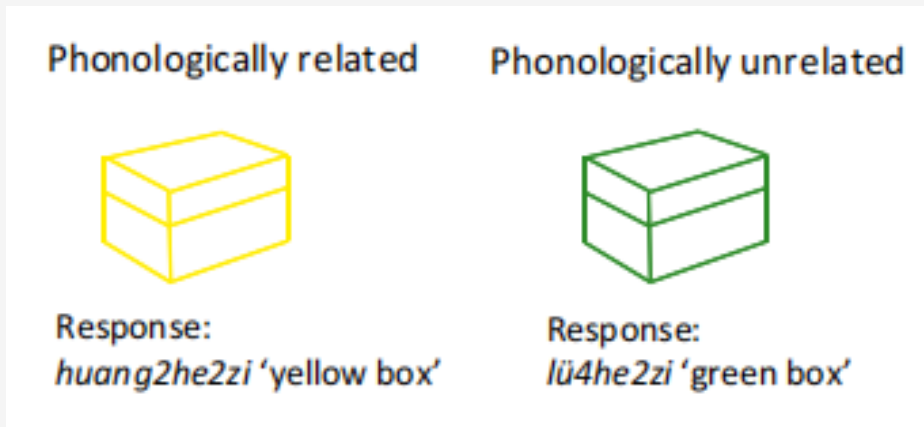 Phonologically related
Phonologically unrelated
Response:
huang2he2zi ‘yellow box’
Response:
lü4he2zi ‘green box’